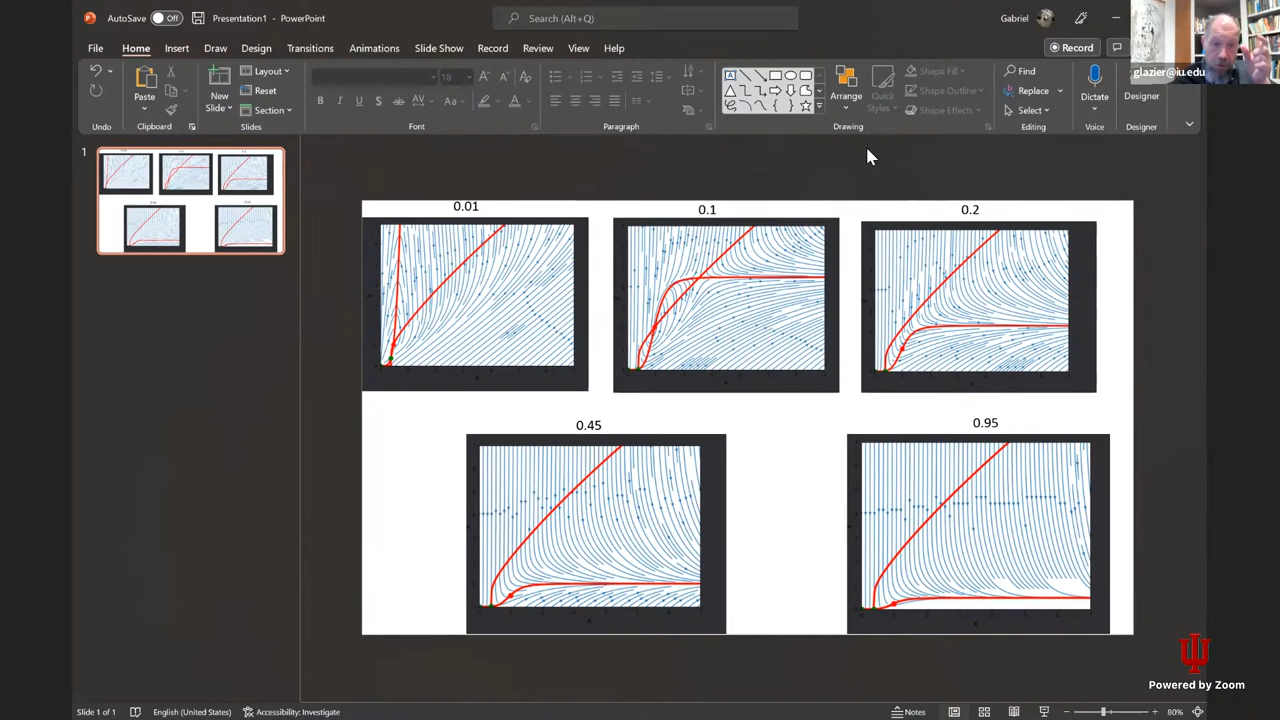 AutoSave Off Presentation1 - PowerPoint Search (Alt+Q) Gabriel
File Home Insert Draw Design Transitions Animations Slide Show Record Review View Help Record
glazier@iu.edu
Layout 18 Shape Fill Find
Paste New Slide Reset Arrange Quick Styles Shape Outline Replace Dictate Designer
Section Shape Effects Select
Undo Clipboard Slides Font Paragraph Drawing Editing Voice Designer
1
0.01 0.1 0.2
0.45 0.95
Powered by Zoom
Slide 1 of 1 English (United States) Accessibility: Investigate Notes 80%